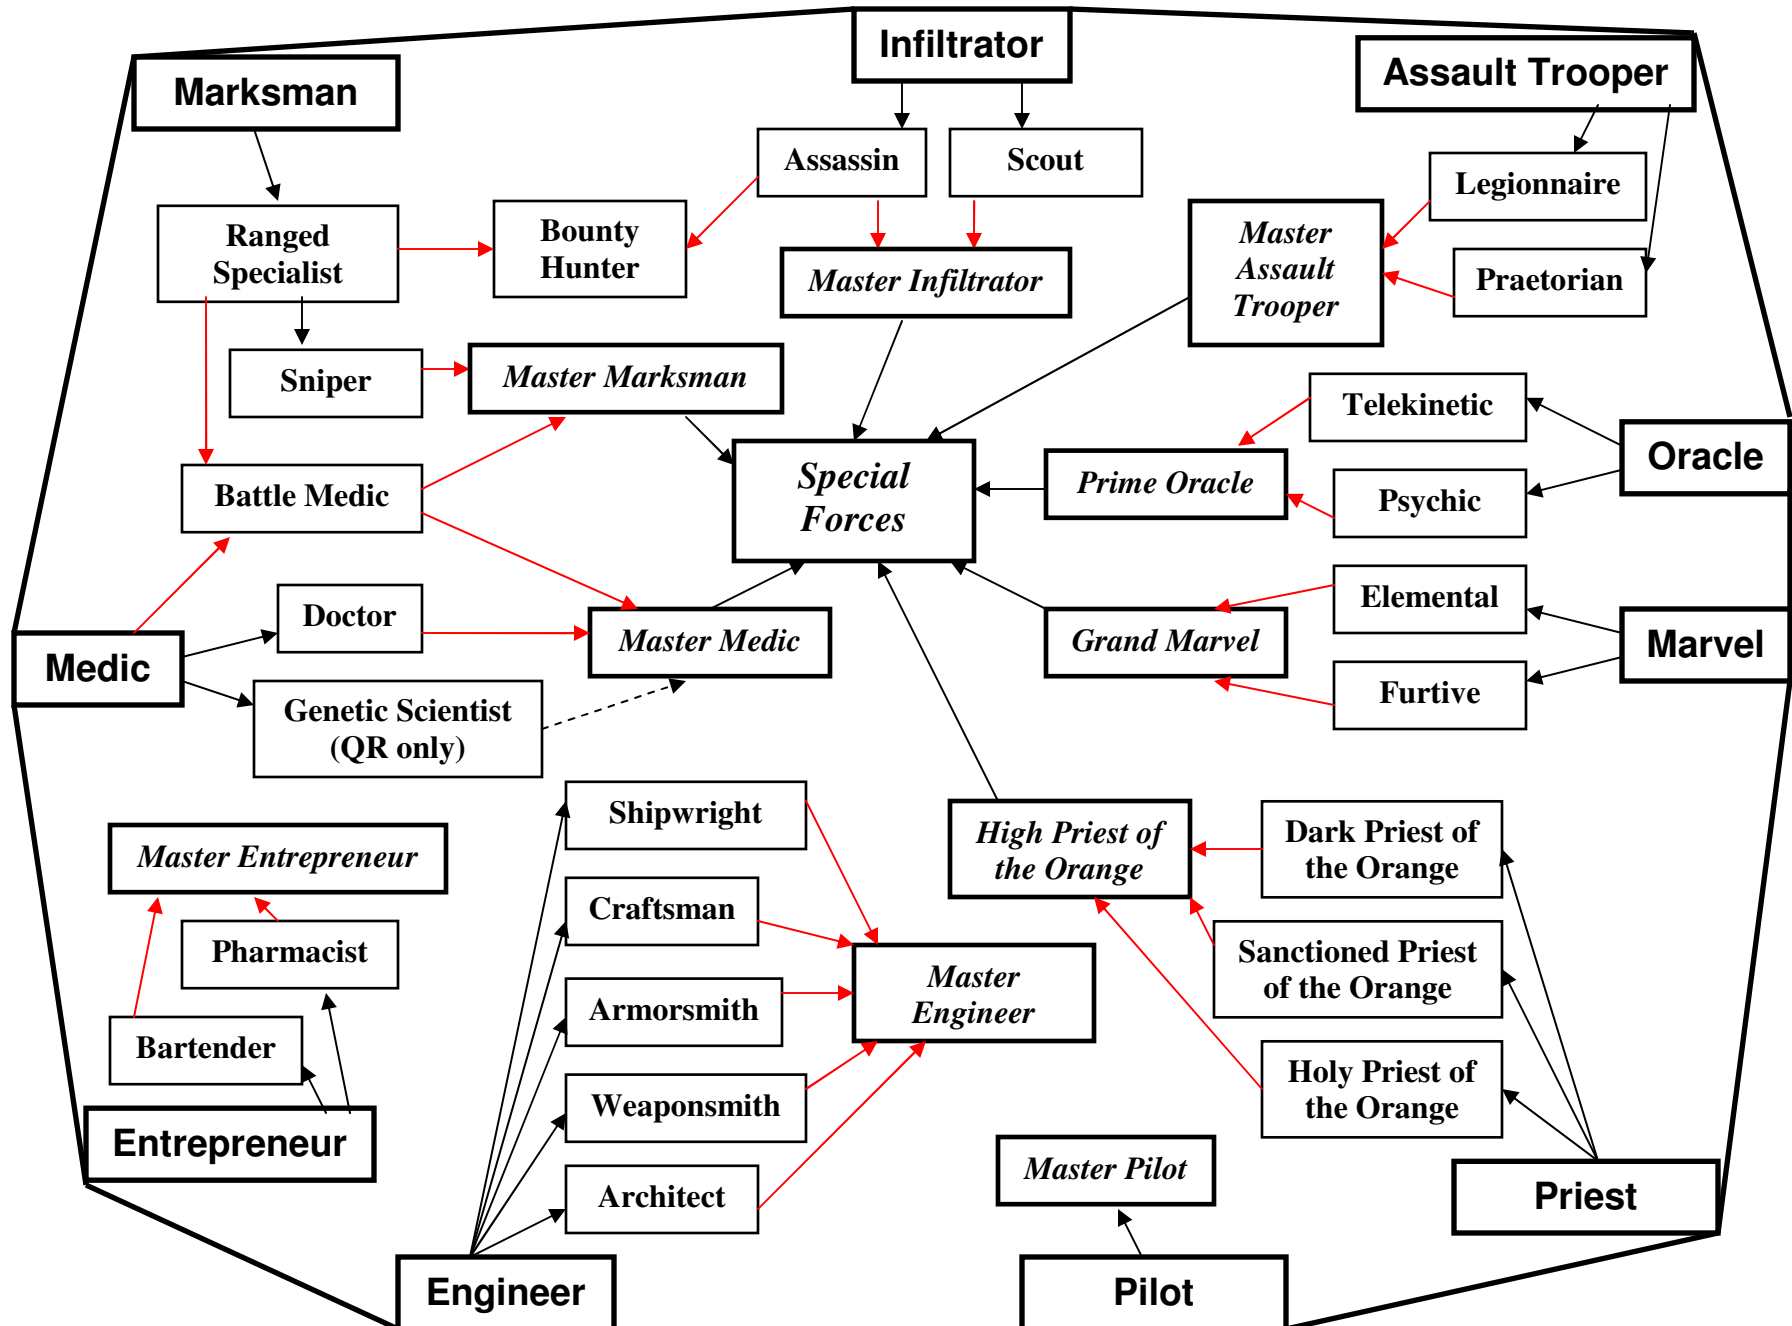 Infiltrator
Assault Trooper
Marksman
Assassin
Scout
Legionnaire
Ranged
Specialist
Bounty
Hunter
Master
Assault
Trooper
Master Infiltrator
Praetorian
Sniper
Master Marksman
Telekinetic
Oracle
Special
Forces
Prime Oracle
Battle Medic
Psychic
Elemental
Doctor
Master Medic
Grand Marvel
Marvel
Medic
Furtive
Genetic Scientist
(QR only)
Shipwright
High Priest of
the Orange
Dark Priest of
the Orange
Master Entrepreneur
Craftsman
Pharmacist
Sanctioned Priest
of the Orange
Master
Engineer
Armorsmith
Bartender
Holy Priest of
the Orange
Weaponsmith
Entrepreneur
Master Pilot
Architect
Priest
Engineer
Pilot